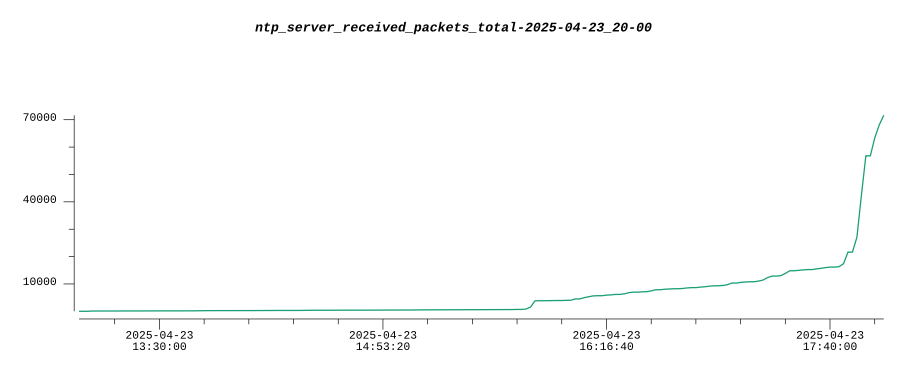 ntp_server_received_packets_total-2025-04-23_20-00
70000
40000
10000
2025-04-23 2025-04-23 2025-04-23 2025-04-23
13:30:00 14:53:20 16:16:40 17:40:00